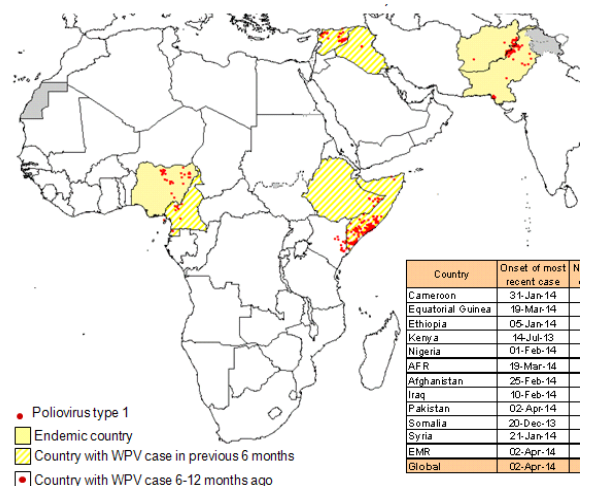 Country Onset of most recent case
Cameroon 31-Jan-14
Equatorial Guinea 19-Mar-14
Ethiopia 05-Jan-14
Kenya 14-Jul-13
Nigeria 01-Feb-14
AFR 19-Mar-14
Afghanistan 25-Feb-14
Iraq 10-Feb-14
Pakistan 02-Apr-14
Somalia 20-Dec-13
Syria 21-Jan-14
EMR 02-Apr-14
Global 02-Apr-14
Poliovirus type 1
Endemic country
Country with WPV case in previous 6 months
Country with WPV case 6-12 months ago